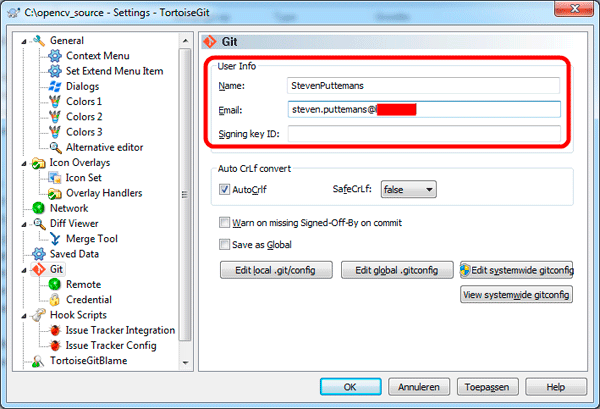 C:\opencv_source - Settings - TortoiseGit
General
Context Menu
Set Extend Menu Item
Dialogs
Colors 1
Colors 2
Colors 3
Alternative editor
Icon Overlays
Icon Set
Overlay Handlers
Network
Diff Viewer
Merge Tool
Saved Data
Git
Remote
Credential
Hook Scripts
Issue Tracker Integration
Issue Tracker Config
TortoiseGitBlame
Git
User Info
Name: StevenPuttemans
Email: steven.puttemans@
Signing key ID:
Auto CrLf convert
AutoCrlf SafeCRLf: false
Warn on missing Signed-Off-By on commit
Save as Global
Edit local .git/config Edit global .gitconfig Edit systemwide gitconfig
View systemwide gitconfig
OK Annuleren Toepassen Help